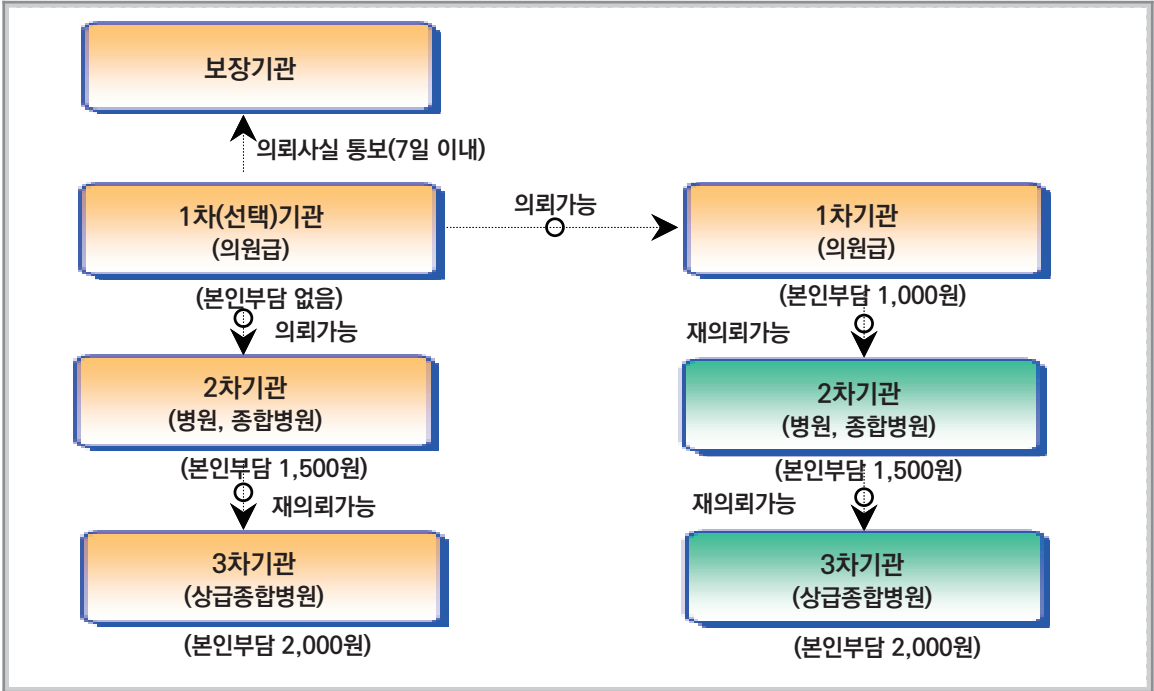 보장기관
의뢰사실 통보(7일 이내)
1차(선택)기관
(의원급)
의뢰가능
1차기관
(의원급)
(본인부담 없음)
의뢰가능
(본인부담 1,000원)
재의뢰가능
2차기관
(병원, 종합병원)
2차기관
(병원, 종합병원)
(본인부담 1,500원)
재의뢰가능
(본인부담 1,500원)
재의뢰가능
3차기관
(상급종합병원)
3차기관
(상급종합병원)
(본인부담 2,000원)
(본인부담 2,000원)